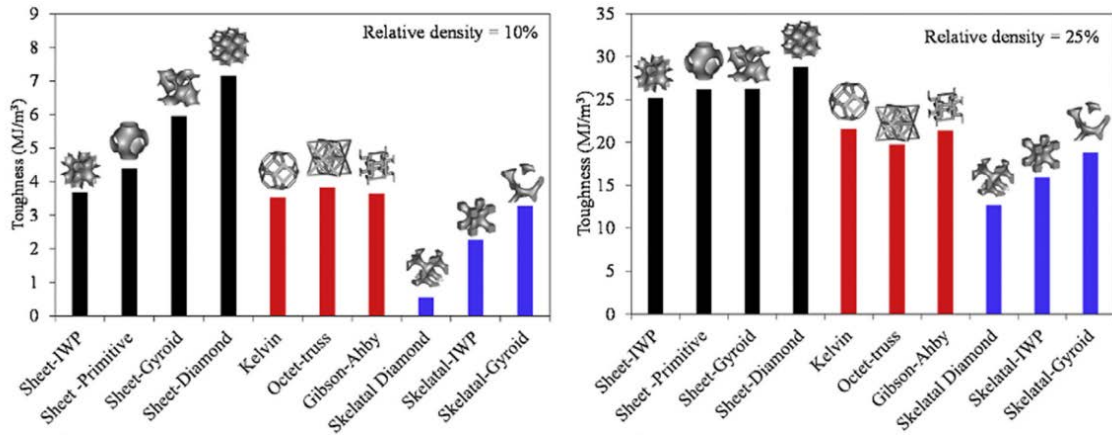 9
8
7
6
5
4
3
2
1
0
Toughness (MJ/m³)
Relative density = 10%
Sheet-IWP
Sheet -Primitive
Sheet-Gyroid
Sheet-Diamond
Kelvin
Octet-truss
Gibson-Ahby
Skelatal Diamond
Skelatal-IWP
Skelatal-Gyroid
35
30
25
20
15
10
5
0
Toughness (MJ/m³)
Relative density = 25%
Sheet-IWP
Sheet -Primitive
Sheet-Gyroid
Sheet-Diamond
Kelvin
Octet-truss
Gibson-Ahby
Skelatal Diamond
Skelatal-IWP
Skelatal-Gyroid